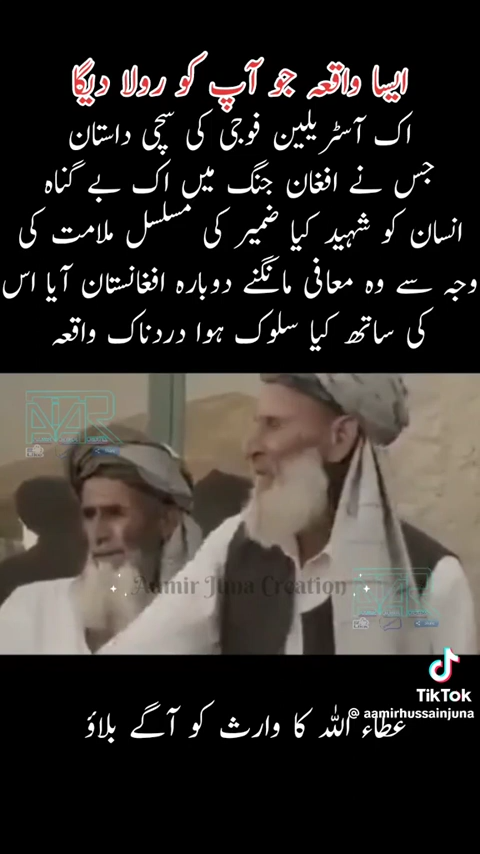 ایسا واقعہ جو آپ کو رولا دیگا
اک آسٹریلین فوجی کی سچی داستان
جس نے افغان جنگ میں اک بے گناہ
انسان کو شہید کیا ضمیر کی مسلسل ملامت کی
وجہ سے وہ معافی مانگنے دوبارہ افغانستان آیا اس
کی ساتھ کیا سلوک ہوا دردناک واقعہ
Aamir Juna Creation
TikTok
@ aamirhussainjuna
عطاء اللہ کا وارث کو آگے بلاؤ